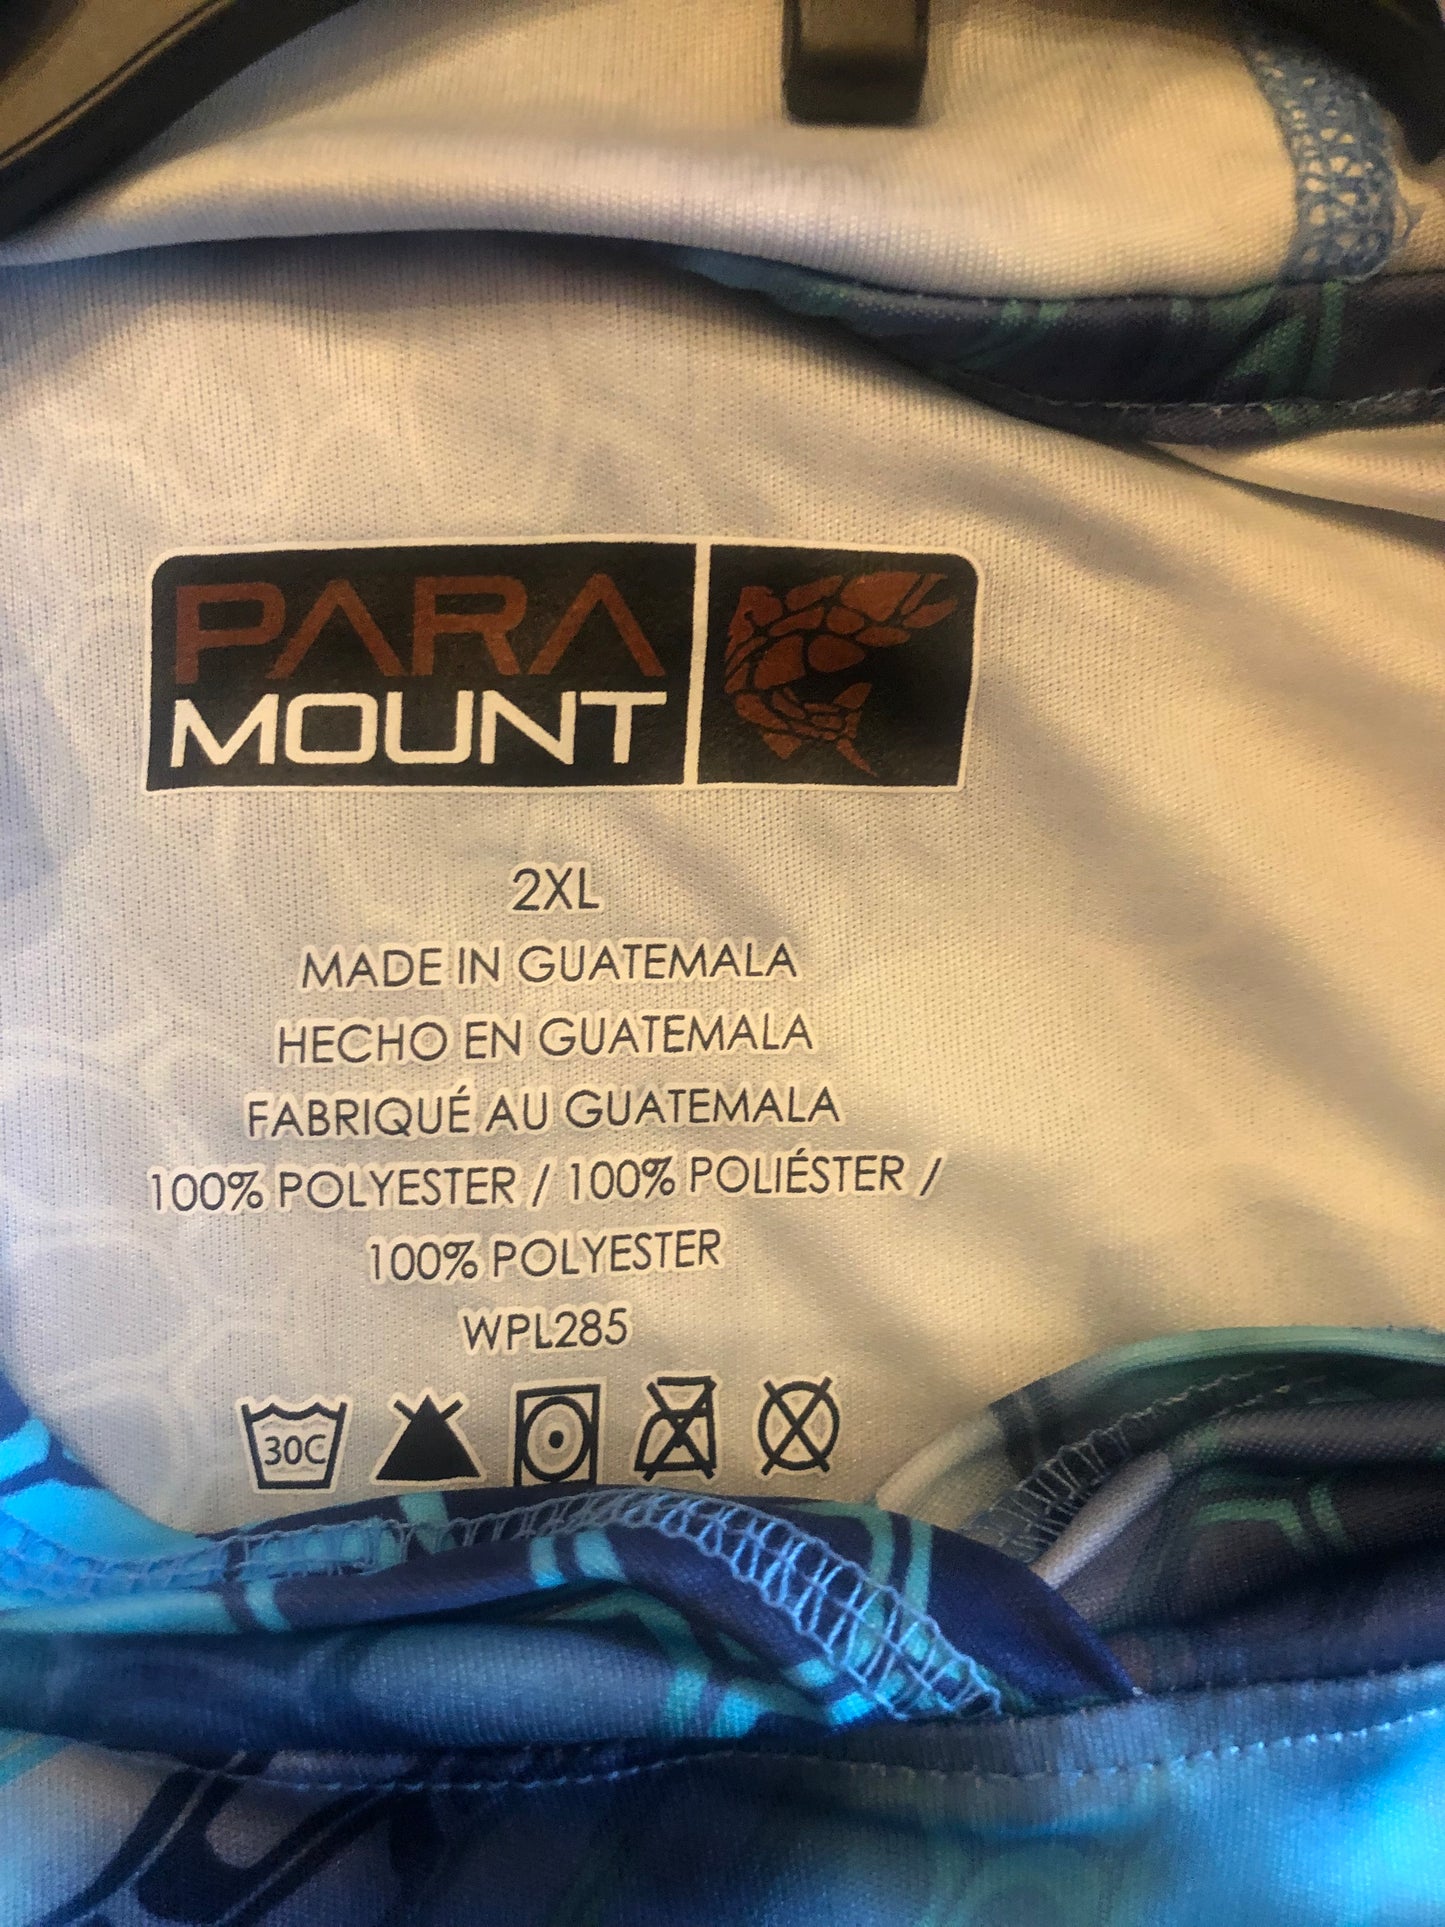 PARA
MOUNT
2XL
MADE IN GUATEMALA
HECHO EN GUATEMALA
FABRIQUÉ AU GUATEMALA
100% POLYESTER / 100% POLIÉSTER /
100% POLYESTER
WPL285
30C